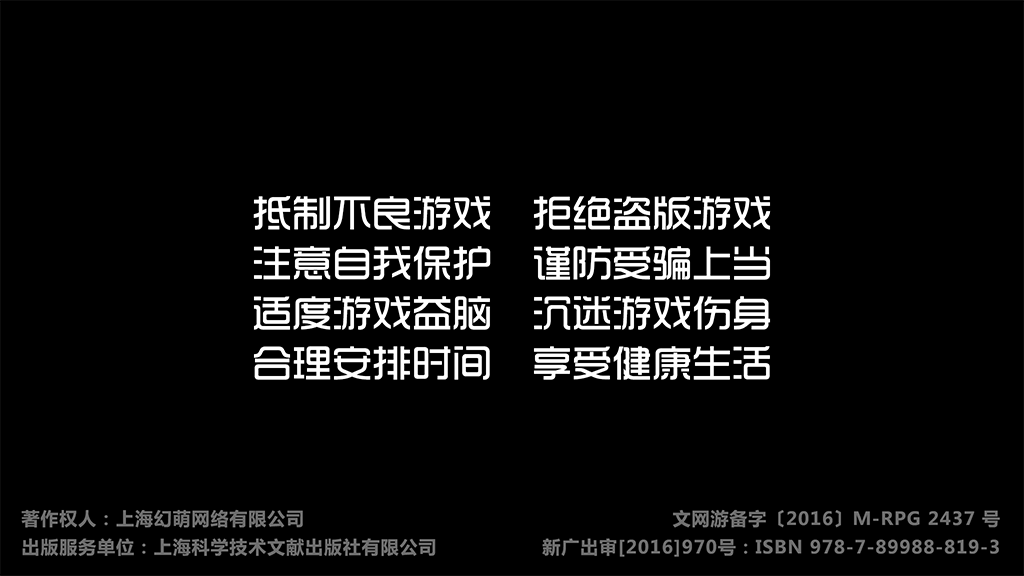 抵制不良游戏 拒绝盗版游戏
注意自我保护 谨防受骗上当
适度游戏益脑 沉迷游戏伤身
合理安排时间 享受健康生活
著作权人：上海幻萌网络有限公司 文网游备字〔2016〕M-RPG 2437 号
出版服务单位：上海科学技术文献出版社有限公司 新广出审[2016]970号：ISBN 978-7-89988-819-3